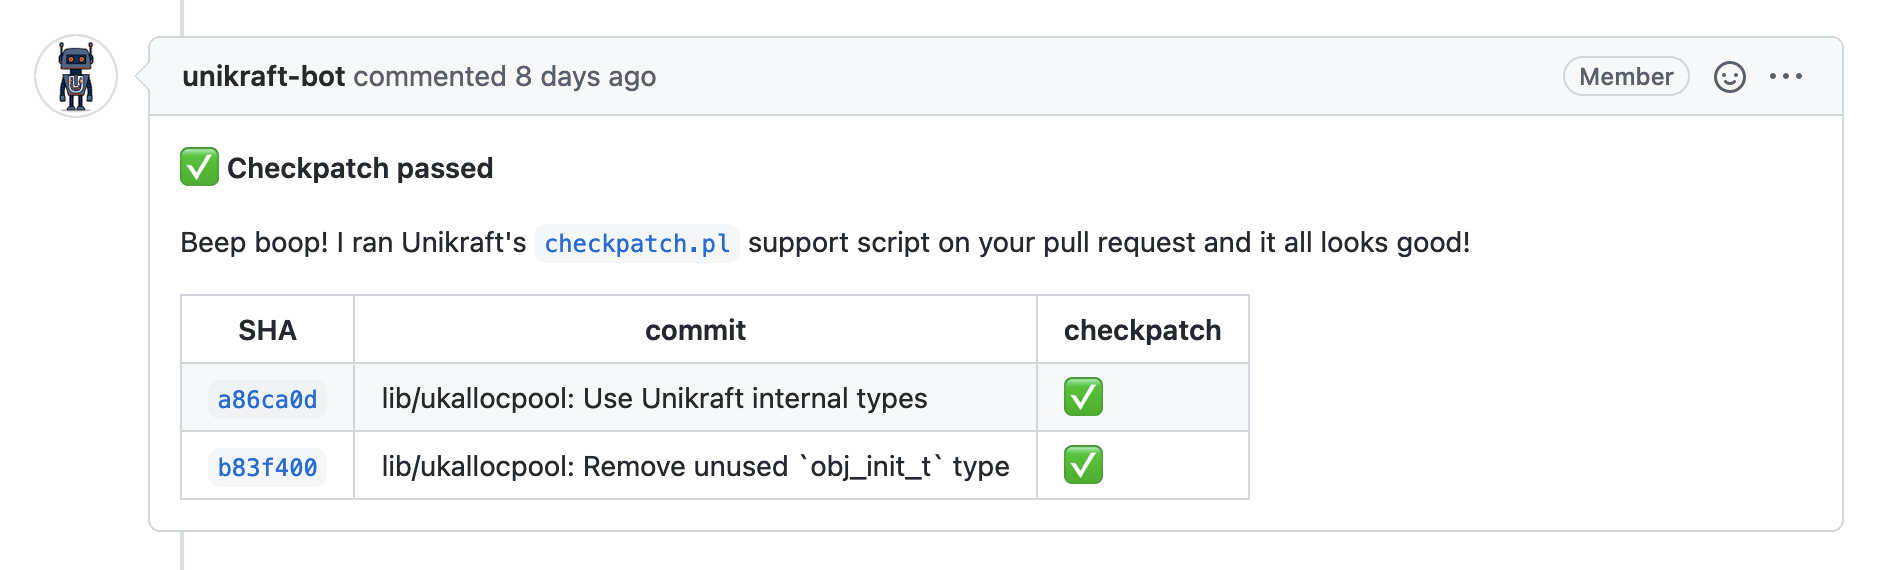 unikraft-bot commented 8 days ago Member
✅ Checkpatch passed
Beep boop! I ran Unikraft's checkpatch.pl support script on your pull request and it all looks good!
SHA commit checkpatch
a86ca0d lib/ukallocpool: Use Unikraft internal types ✅
b83f400 lib/ukallocpool: Remove unused `obj_init_t` type ✅